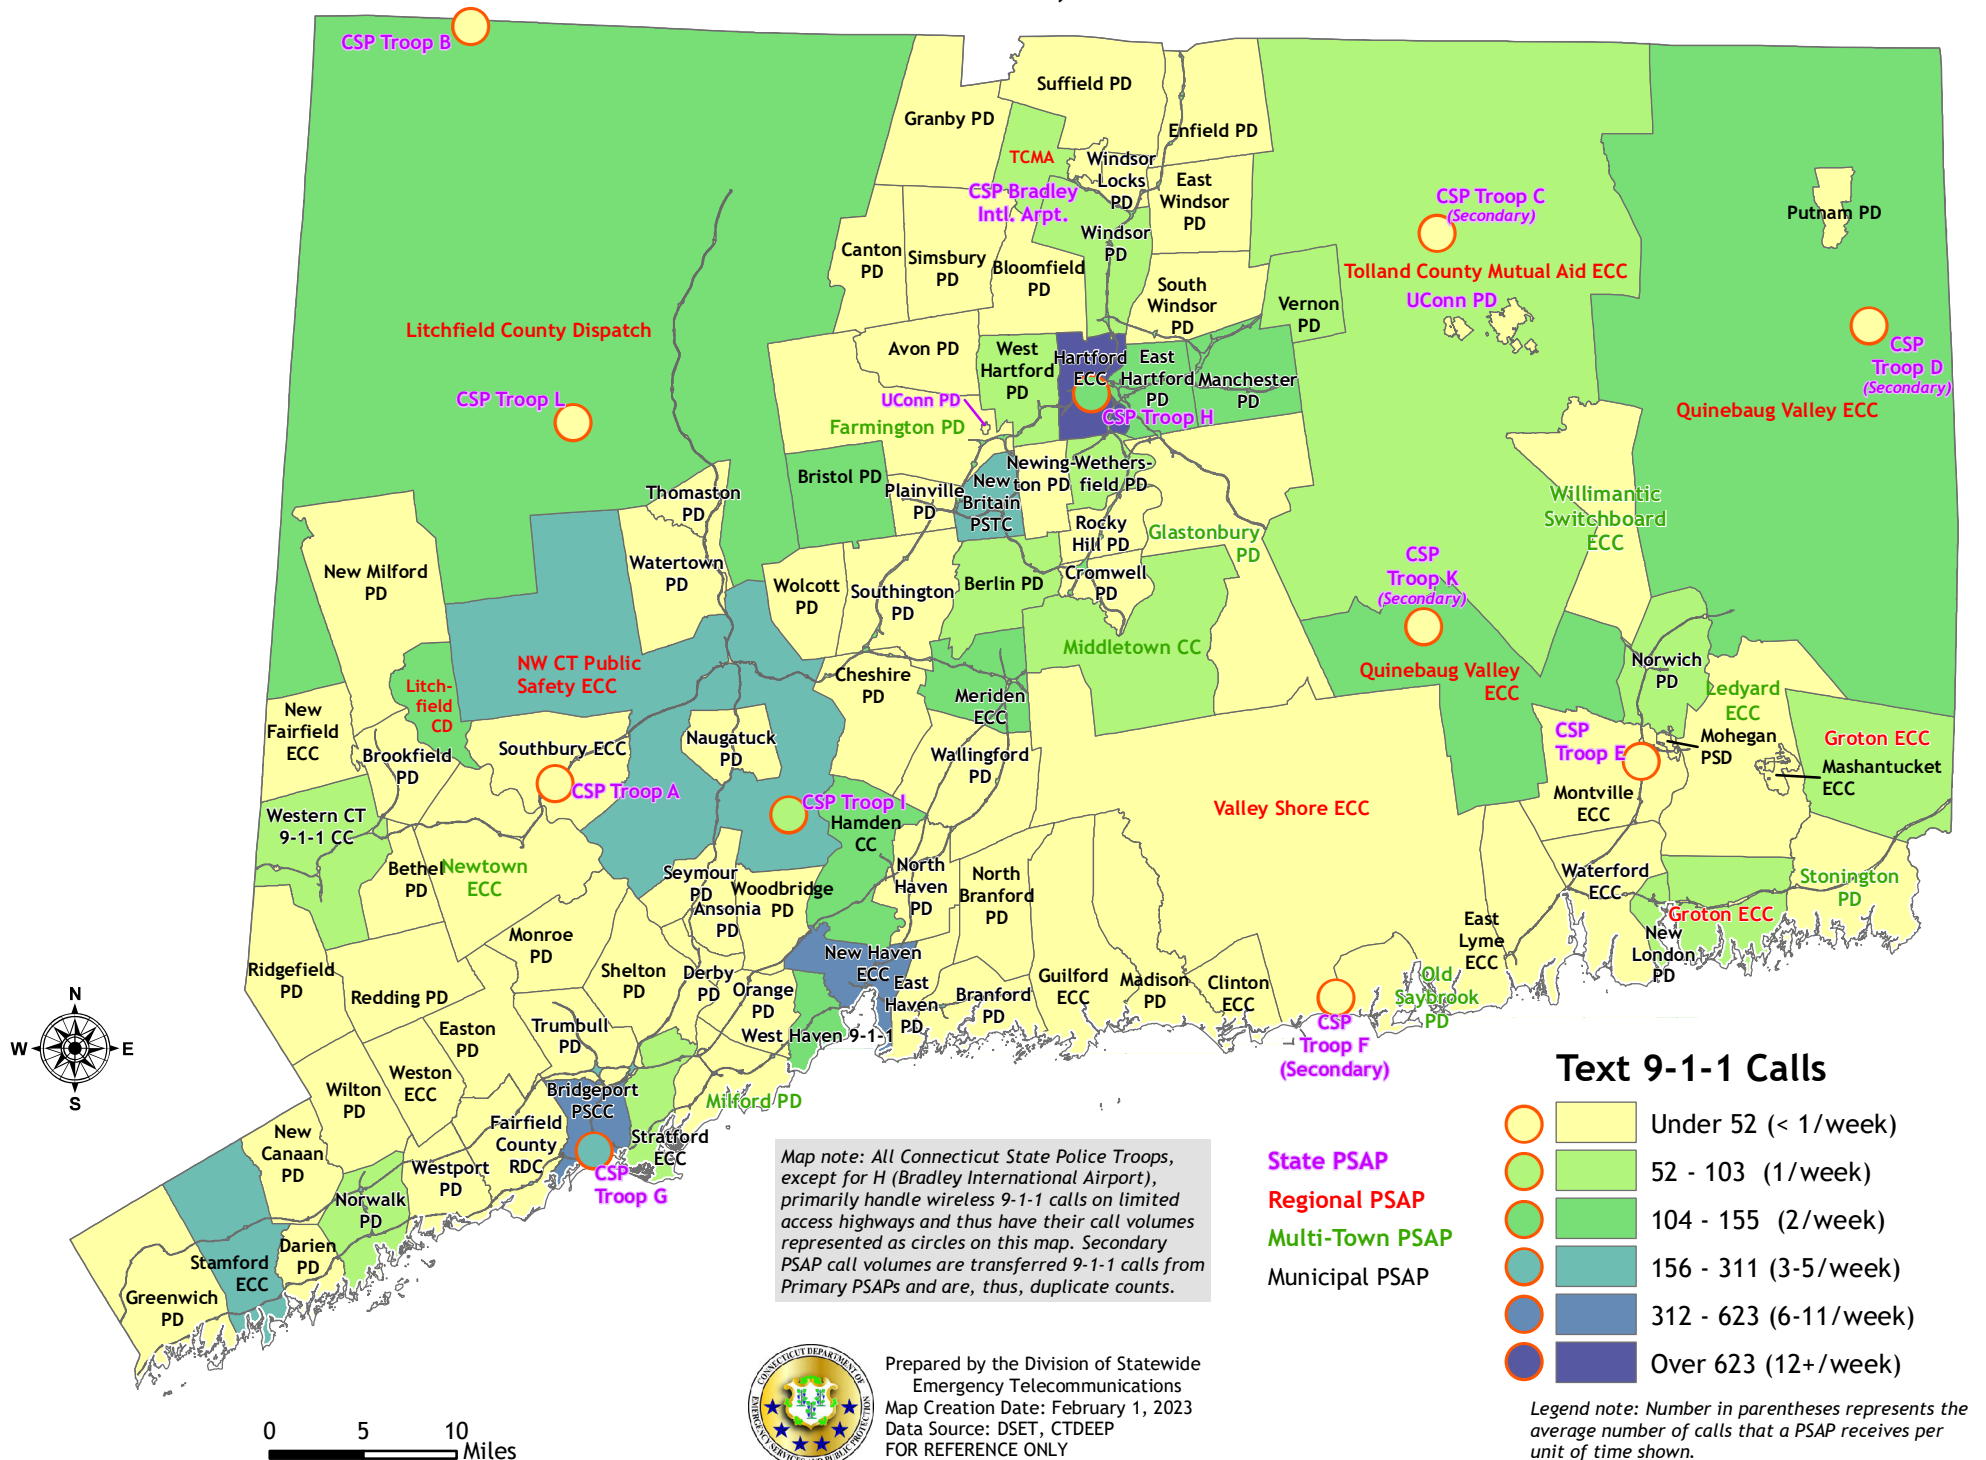 CSP Troop B
Suffield PD
Granby PD
Enfield PD
TCMA
Windsor
Locks
PD
CSP Bradley
Intl. Arpt.
East
Windsor
PD
CSP Troop C
(Secondary)
Putnam PD
Windsor
PD
Canton
PD
Simsbury
PD
Bloomfield
PD
Tolland County Mutual Aid ECC
UConn PD
South
Windsor
PD
Vernon
PD
Litchfield County Dispatch
Avon PD
West
Hartford
PD
Hartford
ECC
East
Hartford
PD
Manchester
PD
CSP
Troop D
(Secondary)
CSP Troop L
UConn PD
CSP Troop H
Quinebaug Valley ECC
Farmington PD
Bristol PD
Plainville
PD
New
Britain
PSTC
Newing-
ton PD
Wethers-
field PD
Thomaston
PD
Willimantic
Switchboard
ECC
Rocky
Hill PD
Glastonbury
PD
New Milford
PD
Watertown
PD
Wolcott
PD
Southington
PD
Berlin PD
Cromwell
PD
CSP
Troop K
(Secondary)
Middletown CC
NW CT Public
Safety ECC
Cheshire
PD
Quinebaug Valley
ECC
Norwich
PD
Litch-
field
CD
Meriden
ECC
Ledyard
ECC
New
Fairfield
ECC
Brookfield
PD
Southbury ECC
Naugatuck
PD
Wallingford
PD
CSP
Troop E
Mohegan
PSD
Groton ECC
Mashantucket
ECC
CSP Troop A
CSP Troop I
Valley Shore ECC
Montville
ECC
Western CT
9-1-1 CC
Hamden
CC
Bethel
PD
Newtown
ECC
Seymour
PD
Woodbridge
PD
North
Haven
PD
North
Branford
PD
Waterford
ECC
Stonington
PD
Ansonia
PD
Groton ECC
Monroe
PD
East
Lyme
ECC
New
London
PD
Ridgefield
PD
Redding PD
Shelton
PD
Derby
PD
Orange
PD
New Haven
ECC
East
Haven
PD
Branford
PD
Guilford
ECC
Madison
PD
Clinton
ECC
Old
Saybrook
PD
Easton
PD
Trumbull
PD
West Haven 9-1-1
CSP
Troop F
(Secondary)
N
W
E
S
Wilton
PD
Weston
ECC
Bridgeport
PSCC
Milford PD
New
Canaan
PD
Fairfield
County
RDC
Stratford
ECC
Westport
PD
CSP
Troop G
Norwalk
PD
Darien
PD
Stamford
ECC
Greenwich
PD
Map note: All Connecticut State Police Troops,
except for H (Bradley International Airport),
primarily handle wireless 9-1-1 calls on limited
access highways and thus have their call volumes
represented as circles on this map. Secondary
PSAP call volumes are transferred 9-1-1 calls from
Primary PSAPs and are, thus, duplicate counts.
State PSAP
Regional PSAP
Multi-Town PSAP
Municipal PSAP
Text 9-1-1 Calls
Under 52 (< 1/week)
52 - 103 (1/week)
104 - 155 (2/week)
156 - 311 (3-5/week)
312 - 623 (6-11/week)
Over 623 (12+/week)
Legend note: Number in parentheses represents the
average number of calls that a PSAP receives per
unit of time shown.
0 5 10
Miles
CONNECTICUT DEPARTMENT OF
EMERGENCY SERVICES AND PUBLIC PROTECTION
Prepared by the Division of Statewide
Emergency Telecommunications
Map Creation Date: February 1, 2023
Data Source: DSET, CTDEEP
FOR REFERENCE ONLY